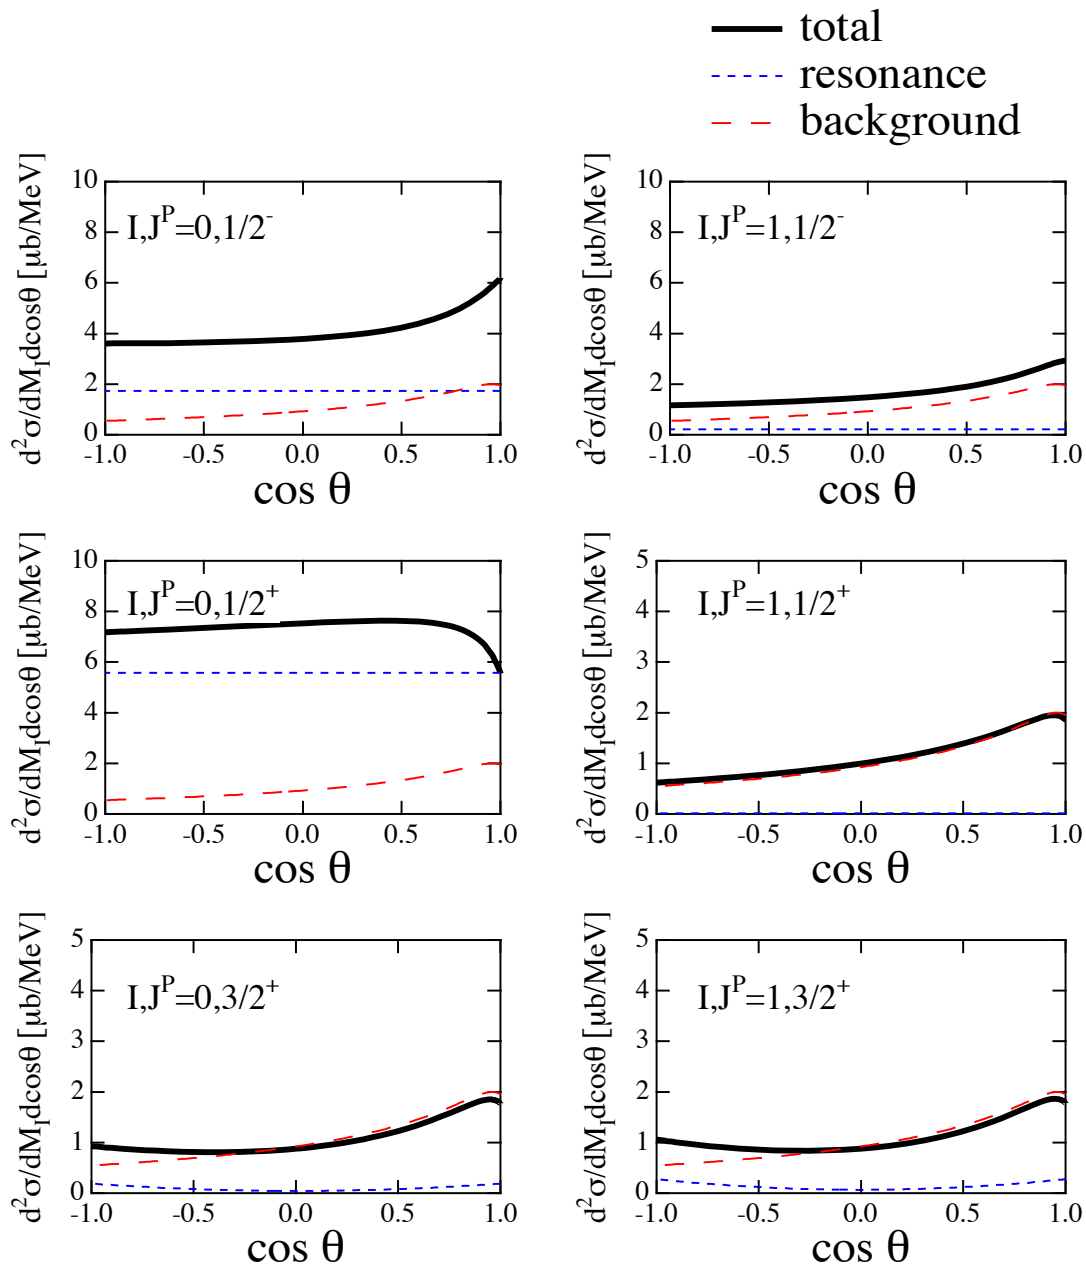 total
resonance
background
d²σ/dM_I dcosθ [μb/MeV]
10
8
6
4
2
0
I,J^P=0,1/2^-
-1.0 -0.5 0.0 0.5 1.0
cos θ
d²σ/dM_I dcosθ [μb/MeV]
10
8
6
4
2
0
I,J^P=1,1/2^-
-1.0 -0.5 0.0 0.5 1.0
cos θ
d²σ/dM_I dcosθ [μb/MeV]
10
8
6
4
2
0
I,J^P=0,1/2^+
-1.0 -0.5 0.0 0.5 1.0
cos θ
d²σ/dM_I dcosθ [μb/MeV]
5
4
3
2
1
0
I,J^P=1,1/2^+
-1.0 -0.5 0.0 0.5 1.0
cos θ
d²σ/dM_I dcosθ [μb/MeV]
5
4
3
2
1
0
I,J^P=0,3/2^+
-1.0 -0.5 0.0 0.5 1.0
cos θ
d²σ/dM_I dcosθ [μb/MeV]
5
4
3
2
1
0
I,J^P=1,3/2^+
-1.0 -0.5 0.0 0.5 1.0
cos θ